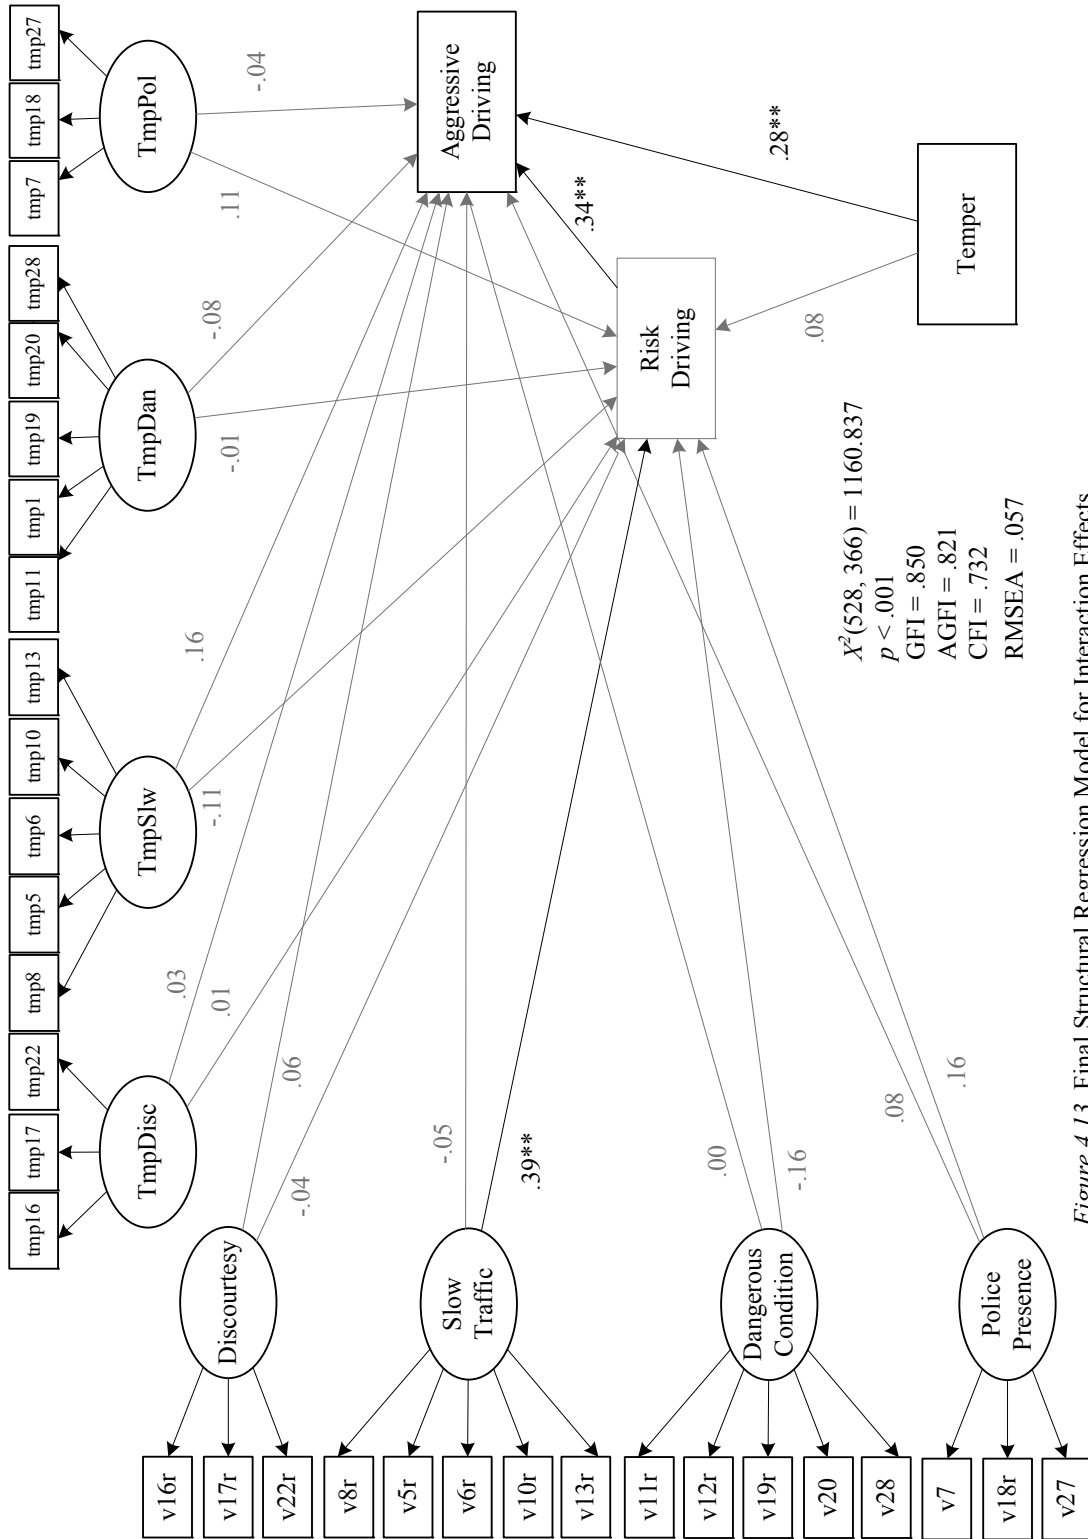 tmp16
tmp17
tmp22
tmp8
tmp5
tmp6
tmp10
tmp13
tmp11
tmp1
tmp19
tmp20
tmp28
tmp7
tmp18
tmp27
TmpDisc
TmpSlw
TmpDan
TmpPol
v16r
v17r
v22r
v8r
v5r
v6r
v10r
v13r
v11r
v12r
v19r
v20
v28
v7
v18r
v27
Discourtesy
Slow
Traffic
Dangerous
Condition
Police
Presence
.03
.01
.16
-.11
-.08
-.01
-.04
.11
.06
-.04
-.05
.39**
.00
-.16
.08
.16
.34**
.28**
.08
Aggressive
Driving
Risk
Driving
Temper
X²(528, 366) = 1160.837
p < .001
GFI = .850
AGFI = .821
CFI = .732
RMSEA = .057
Figure 4.13. Final Structural Regression Model for Interaction Effects